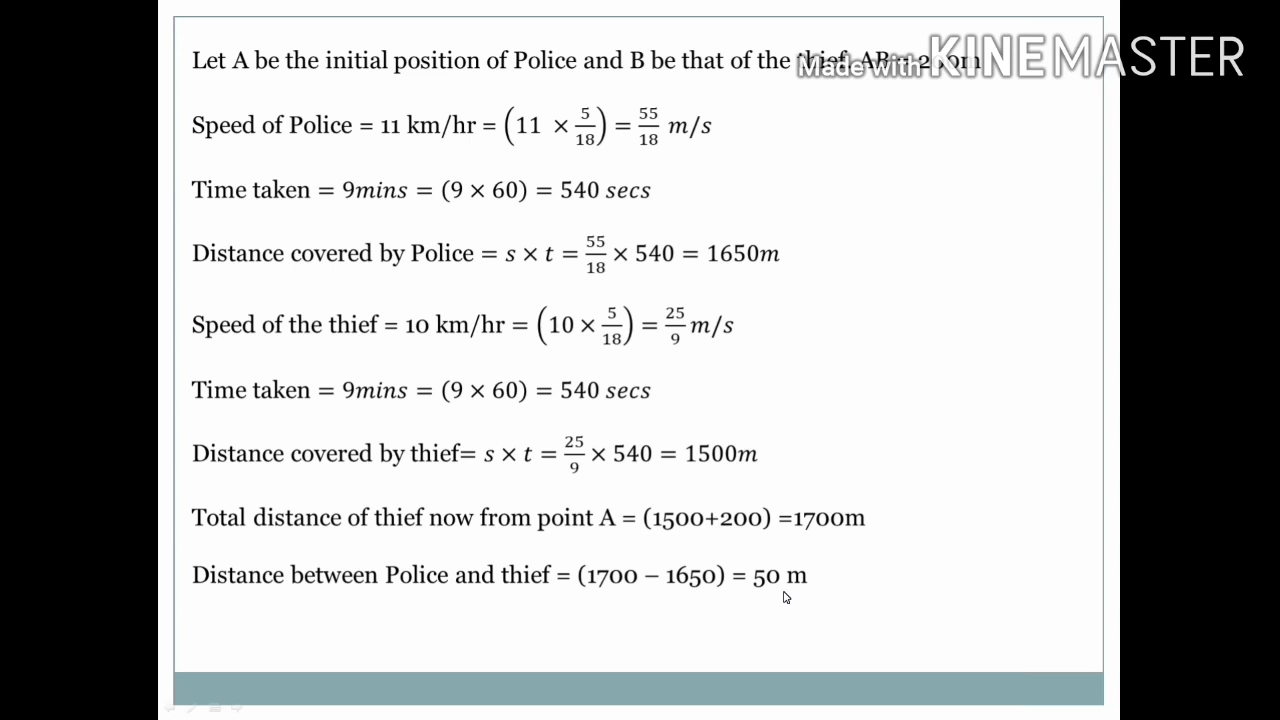 Let A be the initial position of Police and B be that of the thief. AB = 200m
Made with KINEMASTER
Speed of Police = 11 km/hr = (11 × 5/18) = 55/18 m/s
Time taken = 9mins = (9 × 60) = 540 secs
Distance covered by Police = s × t = 55/18 × 540 = 1650m
Speed of the thief = 10 km/hr = (10 × 5/18) = 25/9 m/s
Time taken = 9mins = (9 × 60) = 540 secs
Distance covered by thief= s × t = 25/9 × 540 = 1500m
Total distance of thief now from point A = (1500+200) =1700m
Distance between Police and thief = (1700 – 1650) = 50 m